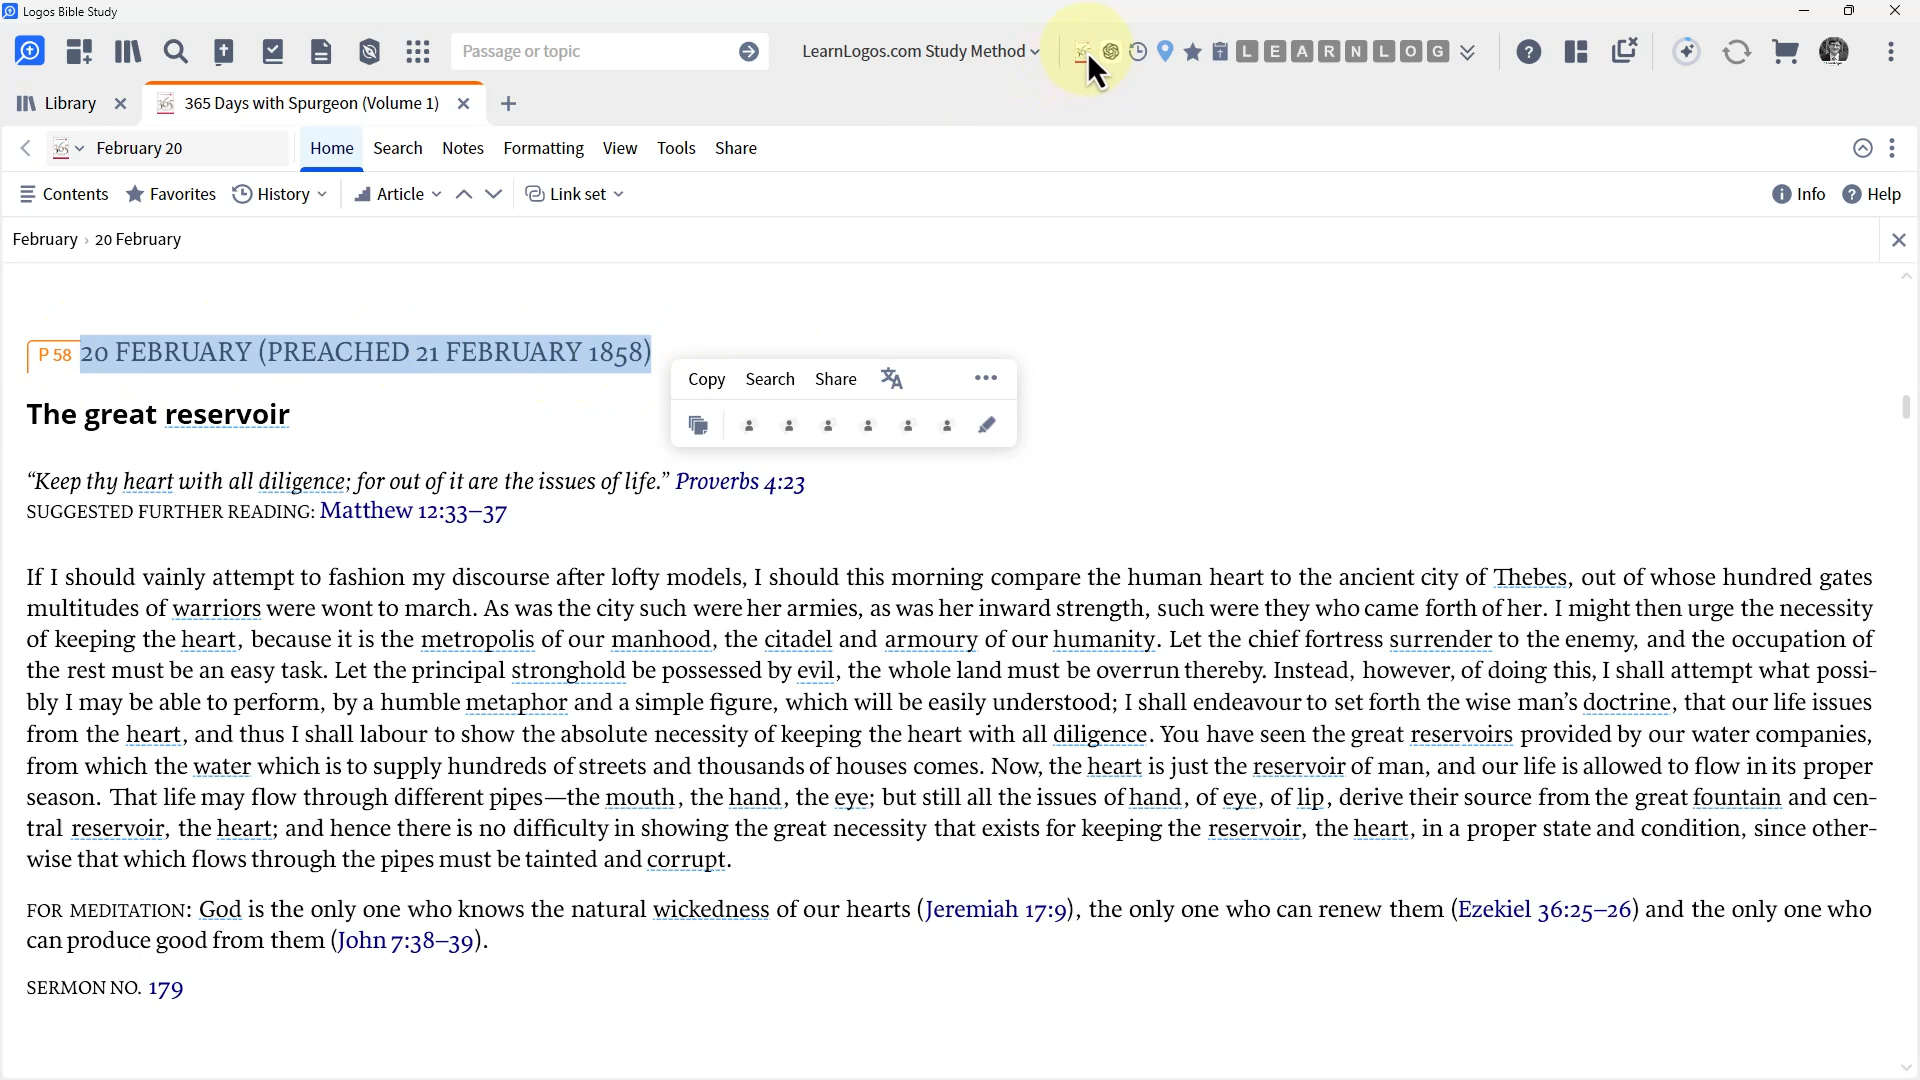 Logos Bible Study
Passage or topic
LearnLogos.com Study Method
L E A R N L O G
Library
365 Days with Spurgeon (Volume 1)
February 20
Home Search Notes Formatting View Tools Share
Contents Favorites History Article Link set Info Help
February › 20 February
P 58 20 FEBRUARY (PREACHED 21 FEBRUARY 1858)
Copy Search Share
The great reservoir
“Keep thy heart with all diligence; for out of it are the issues of life.” Proverbs 4:23
SUGGESTED FURTHER READING: Matthew 12:33–37
If I should vainly attempt to fashion my discourse after lofty models, I should this morning compare the human heart to the ancient city of Thebes, out of whose hundred gates
multitudes of warriors were wont to march. As was the city such were her armies, as was her inward strength, such were they who came forth of her. I might then urge the necessity
of keeping the heart, because it is the metropolis of our manhood, the citadel and armoury of our humanity. Let the chief fortress surrender to the enemy, and the occupation of
the rest must be an easy task. Let the principal stronghold be possessed by evil, the whole land must be overrun thereby. Instead, however, of doing this, I shall attempt what possi-
bly I may be able to perform, by a humble metaphor and a simple figure, which will be easily understood; I shall endeavour to set forth the wise man’s doctrine, that our life issues
from the heart, and thus I shall labour to show the absolute necessity of keeping the heart with all diligence. You have seen the great reservoirs provided by our water companies,
from which the water which is to supply hundreds of streets and thousands of houses comes. Now, the heart is just the reservoir of man, and our life is allowed to flow in its proper
season. That life may flow through different pipes—the mouth, the hand, the eye; but still all the issues of hand, of eye, of lip, derive their source from the great fountain and cen-
tral reservoir, the heart; and hence there is no difficulty in showing the great necessity that exists for keeping the reservoir, the heart, in a proper state and condition, since other-
wise that which flows through the pipes must be tainted and corrupt.
FOR MEDITATION: God is the only one who knows the natural wickedness of our hearts (Jeremiah 17:9), the only one who can renew them (Ezekiel 36:25–26) and the only one who
can produce good from them (John 7:38–39).
SERMON NO. 179